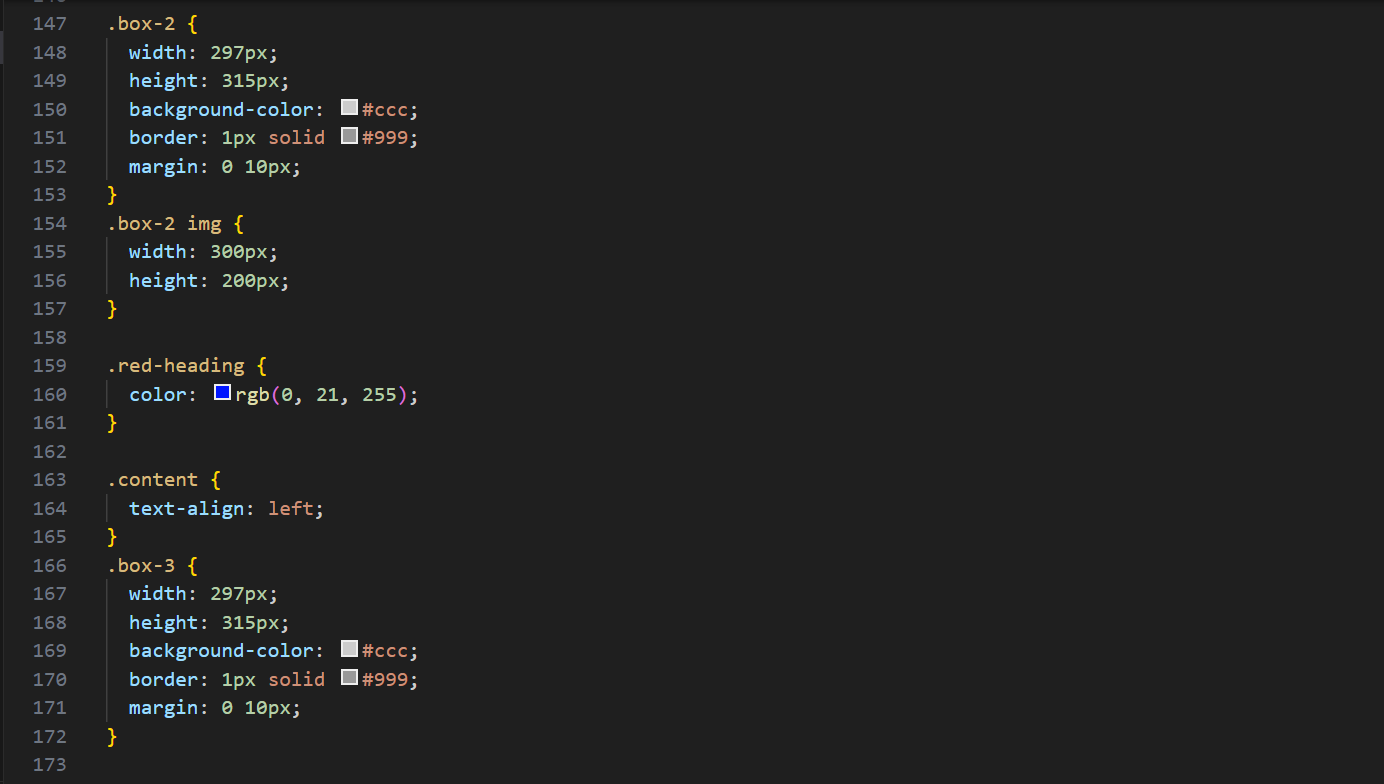 147 .box-2 {
148 width: 297px;
149 height: 315px;
150 background-color: #ccc;
151 border: 1px solid #999;
152 margin: 0 10px;
153 }
154 .box-2 img {
155 width: 300px;
156 height: 200px;
157 }
158
159 .red-heading {
160 color: rgb(0, 21, 255);
161 }
162
163 .content {
164 text-align: left;
165 }
166 .box-3 {
167 width: 297px;
168 height: 315px;
169 background-color: #ccc;
170 border: 1px solid #999;
171 margin: 0 10px;
172 }
173